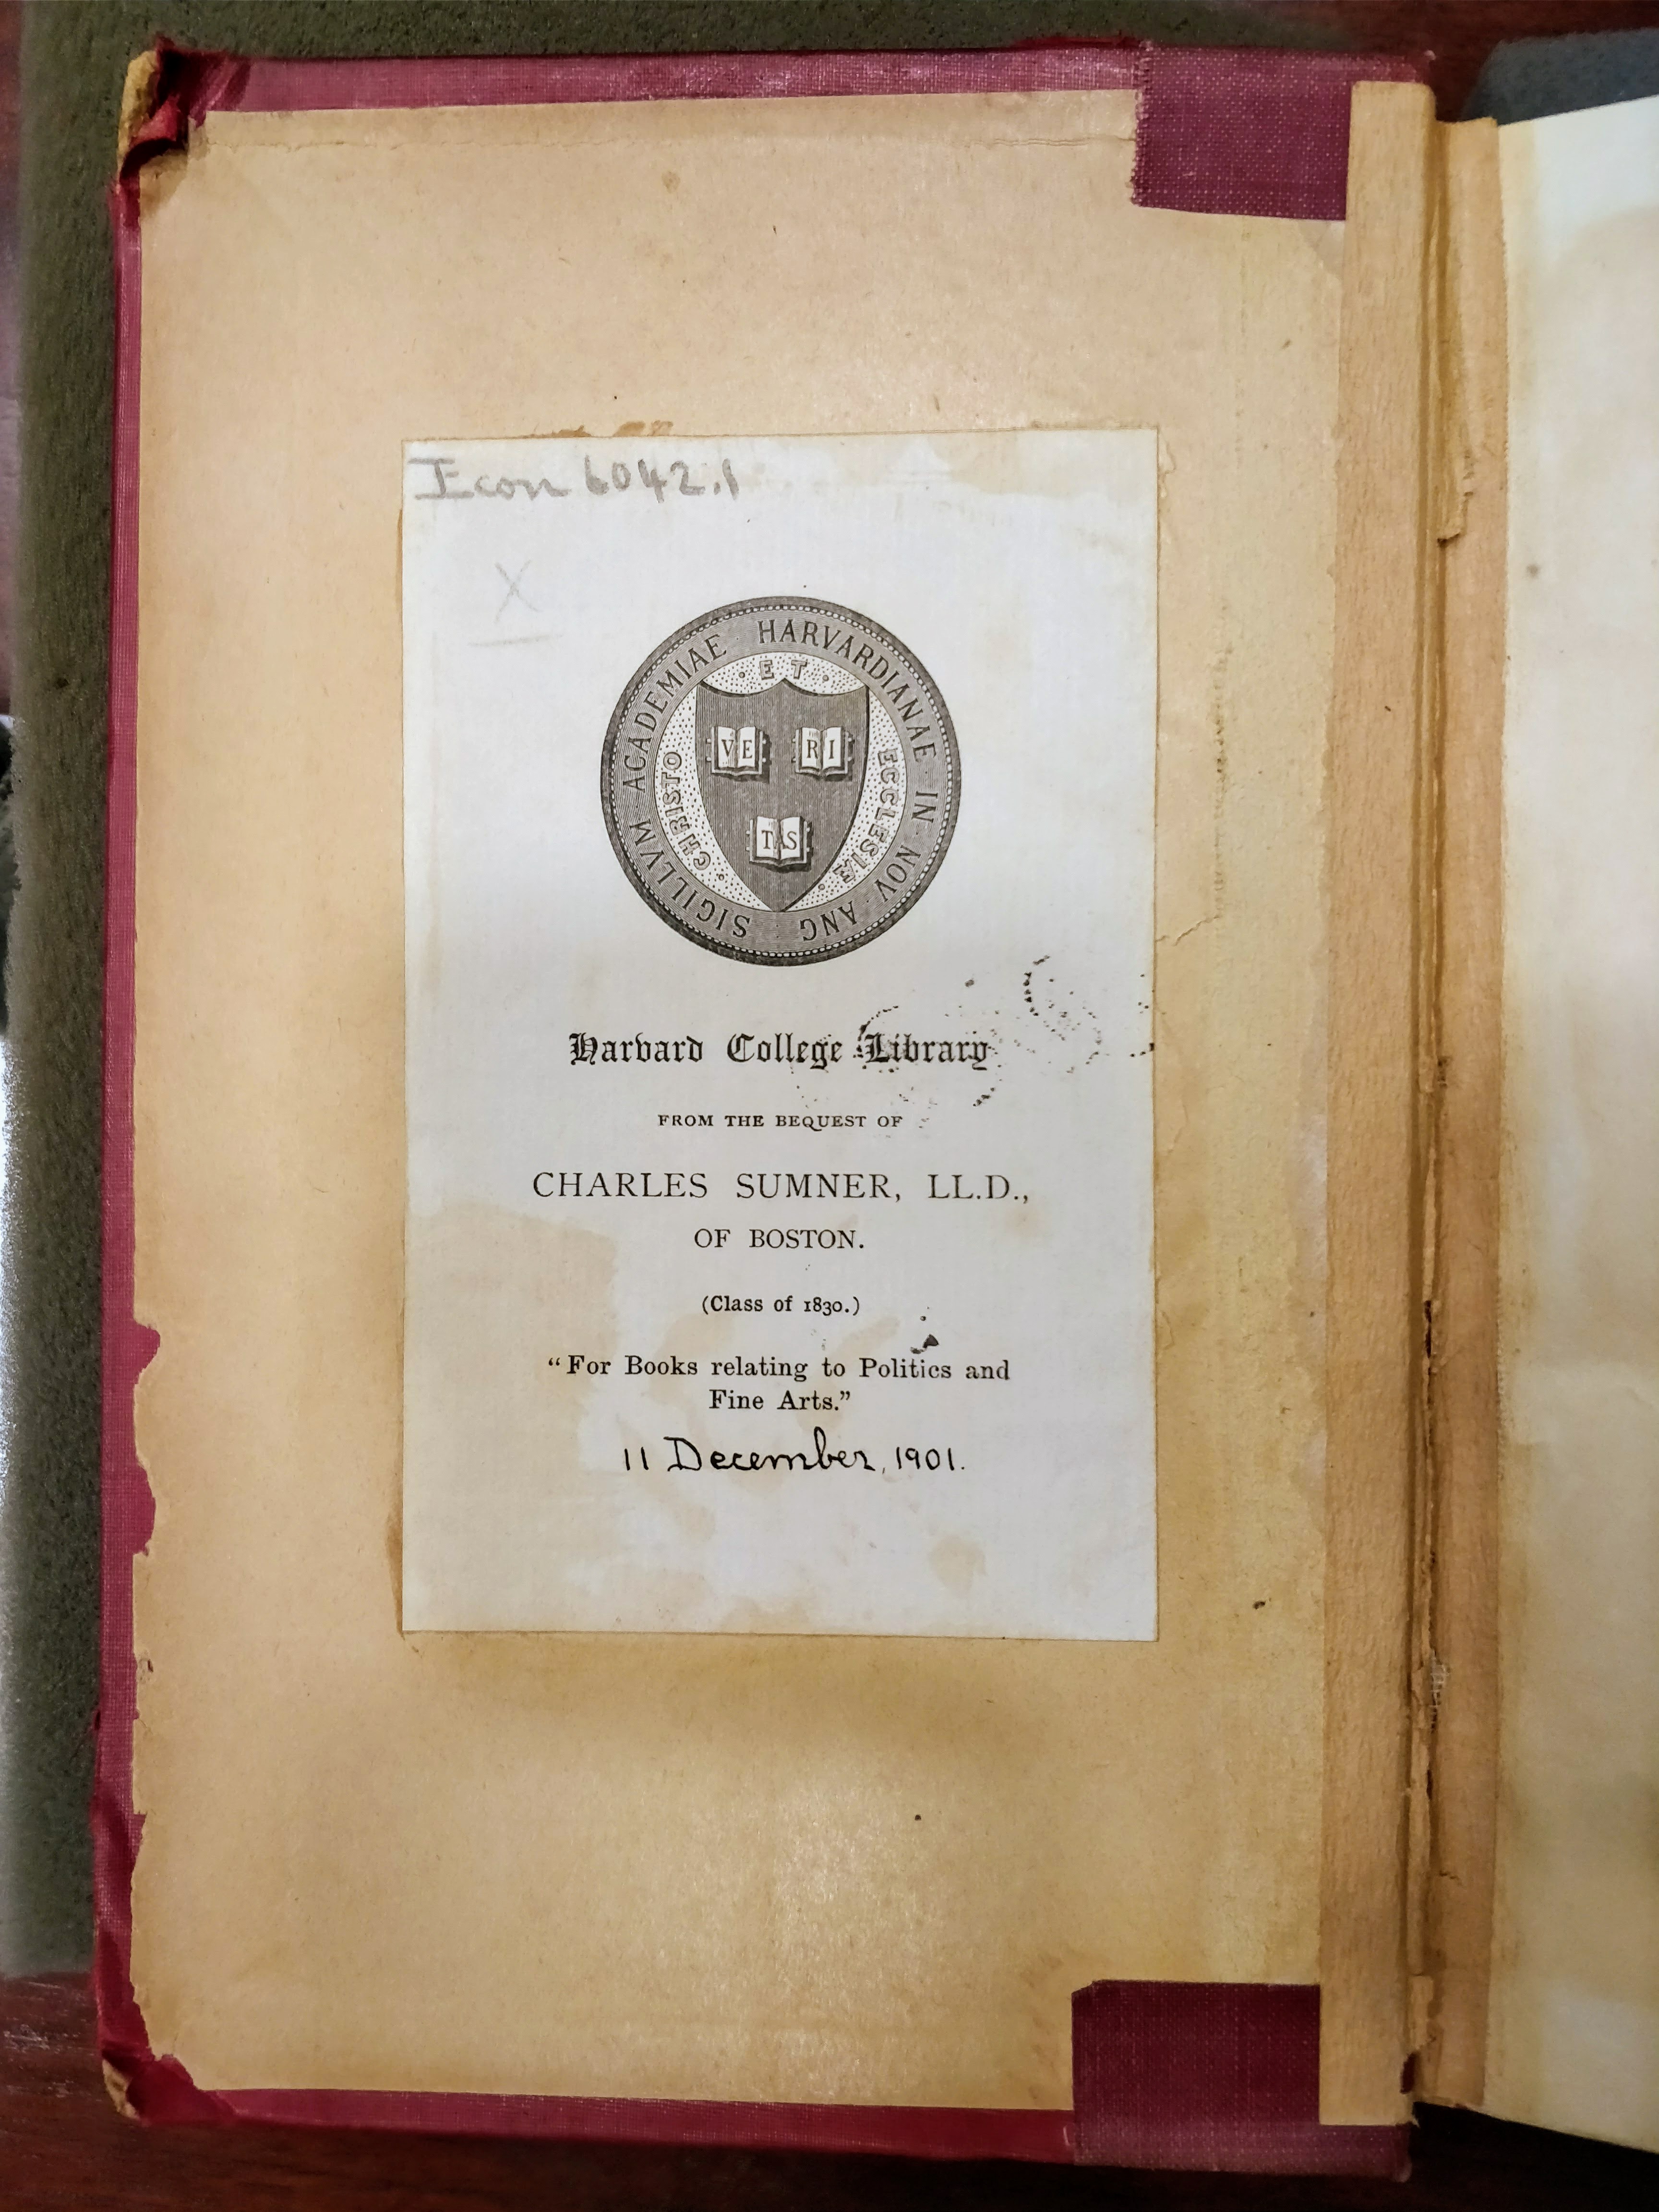 Econ 6042.1
X
SIGILLVM ACADEMIAE HARVARDIANAE IN NOV ANG
CHRISTO ET ECCLESIÆ
VE RI
TAS
Harvard College Library
FROM THE BEQUEST OF
CHARLES SUMNER, LL.D.,
OF BOSTON.
(Class of 1830.)
"For Books relating to Politics and
Fine Arts."
11 December, 1901.